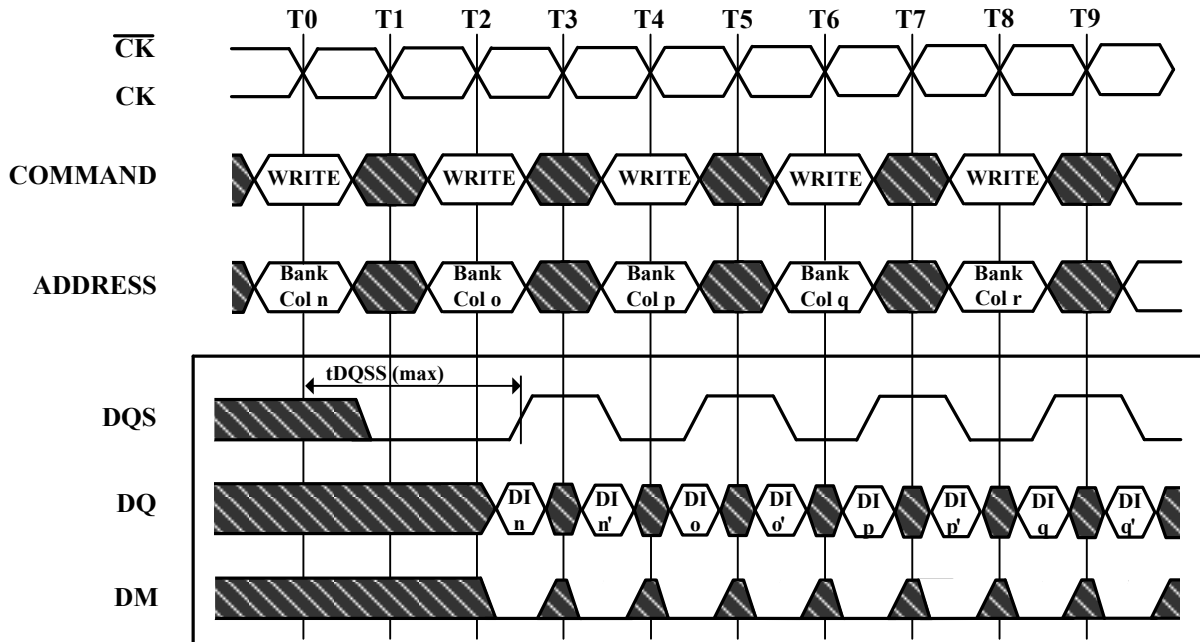 T0 T1 T2 T3 T4 T5 T6 T7 T8 T9
CK
CK
COMMAND WRITE WRITE WRITE WRITE WRITE
ADDRESS Bank Bank Bank Bank Bank
Col n Col o Col p Col q Col r
tDQSS (max)
DQS
DQ DI DI DI DI DI DI DI DI
n n' o o' p p' q q'
DM